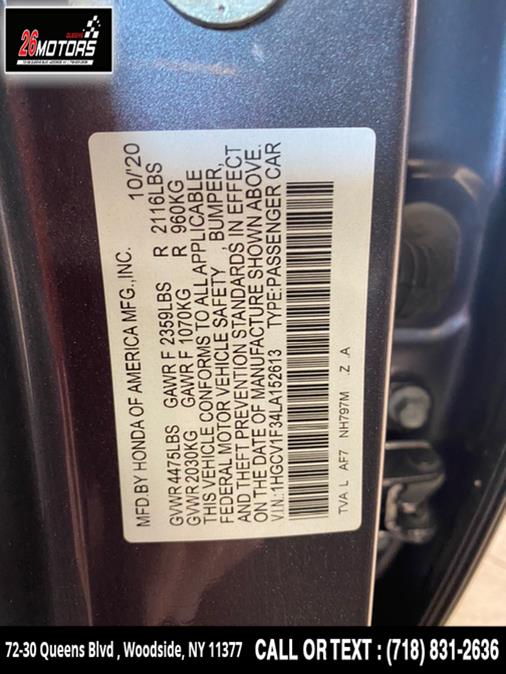 QUEENS
26MOTORS
MFD.BY HONDA OF AMERICA MFG.,INC. 10/'20
GVWR 4475LBS GAWR F 2359LBS R 2116LBS
GVWR 2030KG GAWR F 1070KG R 960KG
THIS VEHICLE CONFORMS TO ALL APPLICABLE
FEDERAL MOTOR VEHICLE SAFETY , BUMPER,
AND THEFT PREVENTION STANDARDS IN EFFECT
ON THE DATE OF MANUFACTURE SHOWN ABOVE.
V.I.N.:1HGCV1F34LA152613 TYPE:PASSENGER CAR
TVA L AF7 NH797M Z A
72-30 Queens Blvd , Woodside, NY 11377 CALL OR TEXT : (718) 831-2636